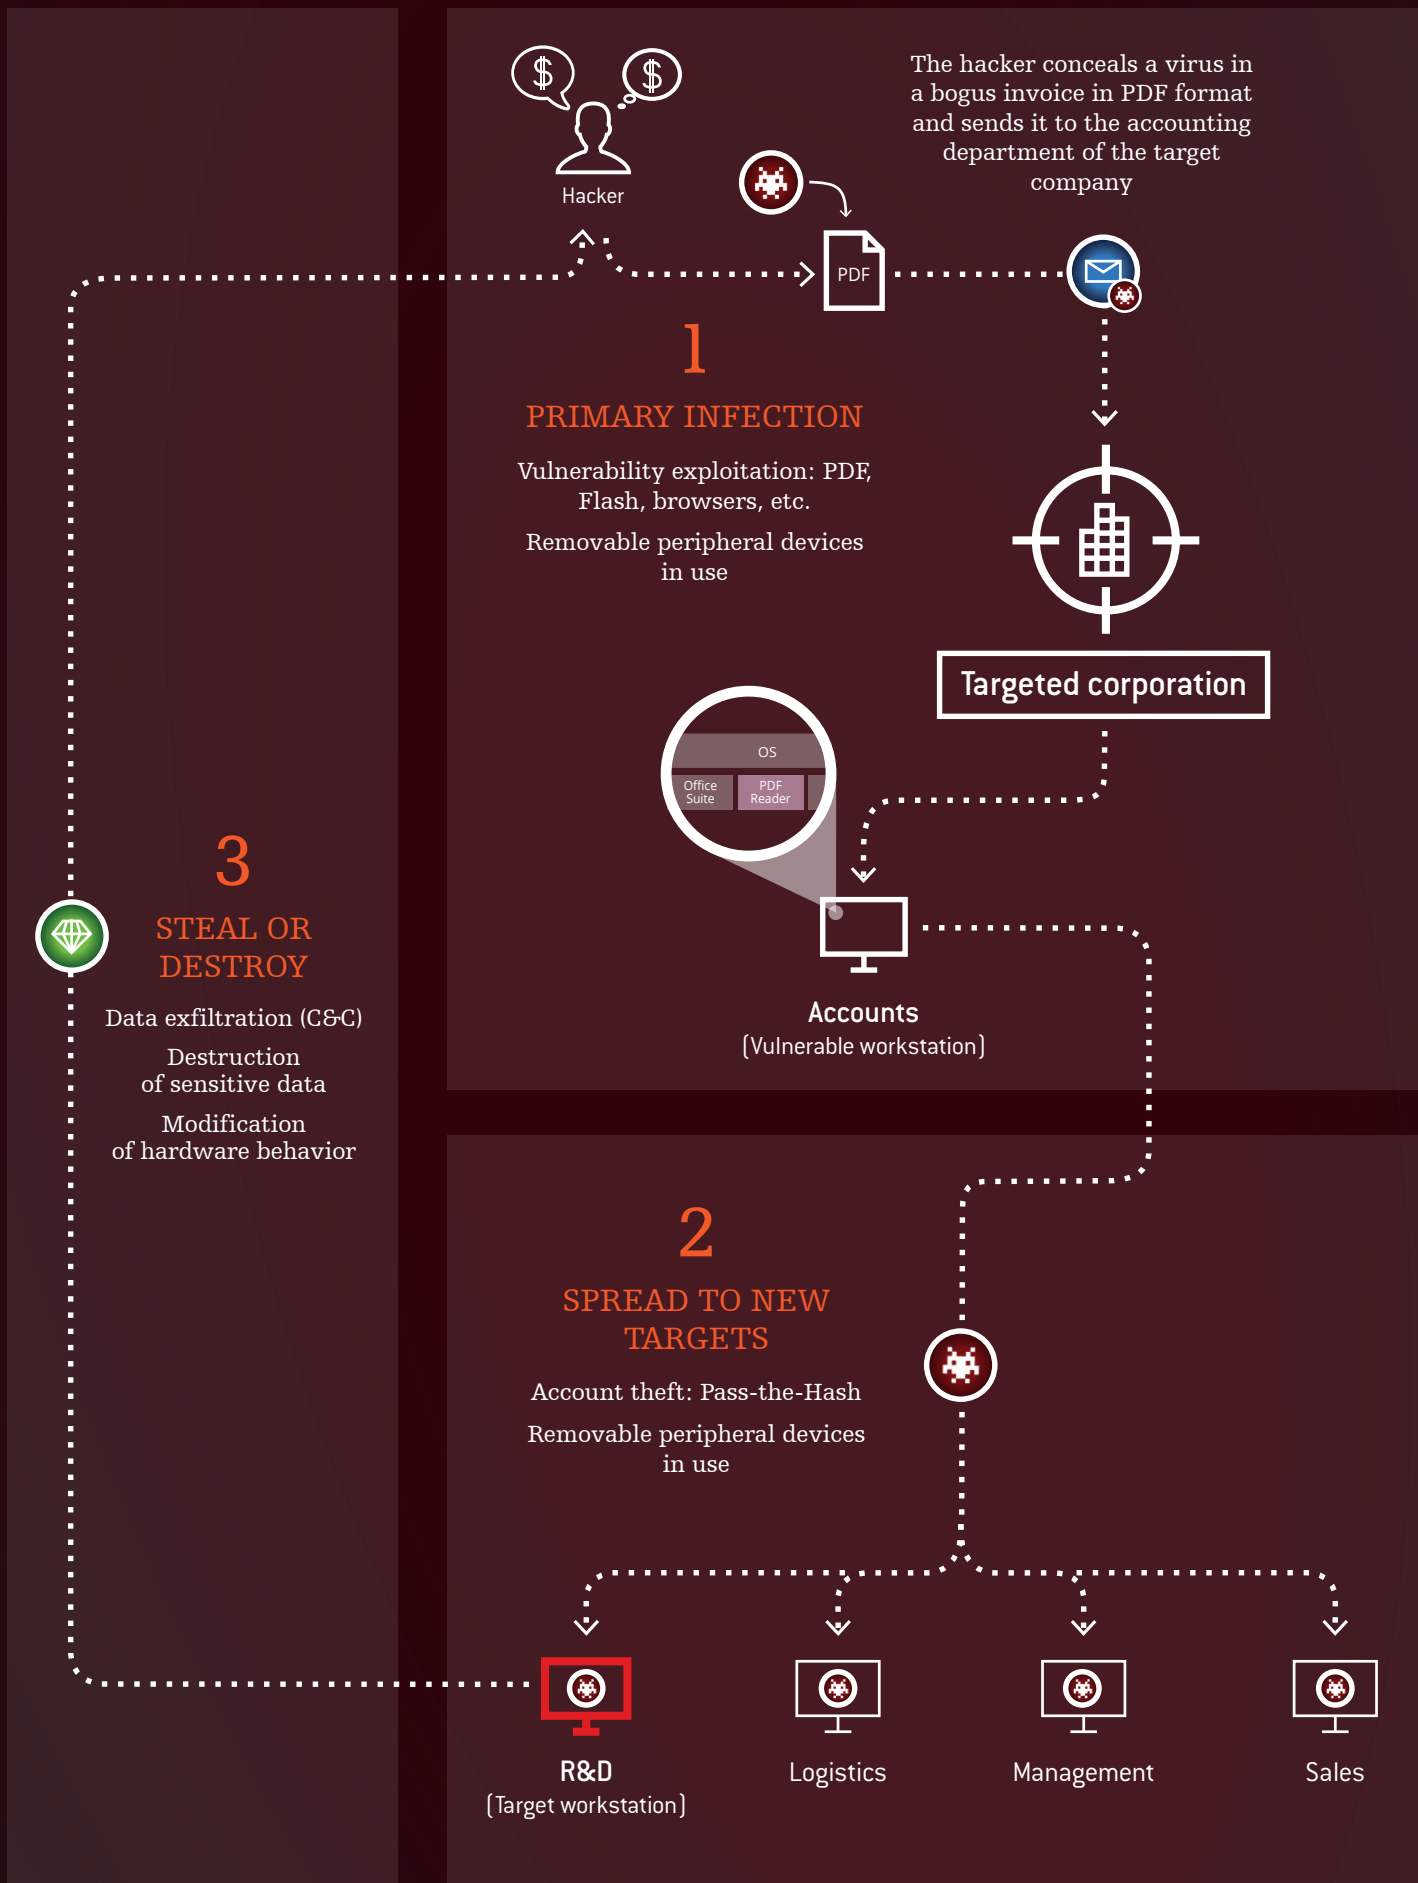 $
$
Hacker
The hacker conceals a virus in
a bogus invoice in PDF format
and sends it to the accounting
department of the target
company
PDF
1
PRIMARY INFECTION
Vulnerability exploitation: PDF,
Flash, browsers, etc.
Removable peripheral devices
in use
Targeted corporation
OS
Office
Suite
PDF
Reader
Accounts
(Vulnerable workstation)
2
SPREAD TO NEW
TARGETS
Account theft: Pass-the-Hash
Removable peripheral devices
in use
R&D
(Target workstation)
Logistics
Management
Sales
3
STEAL OR
DESTROY
Data exfiltration (C&C)
Destruction
of sensitive data
Modification
of hardware behavior